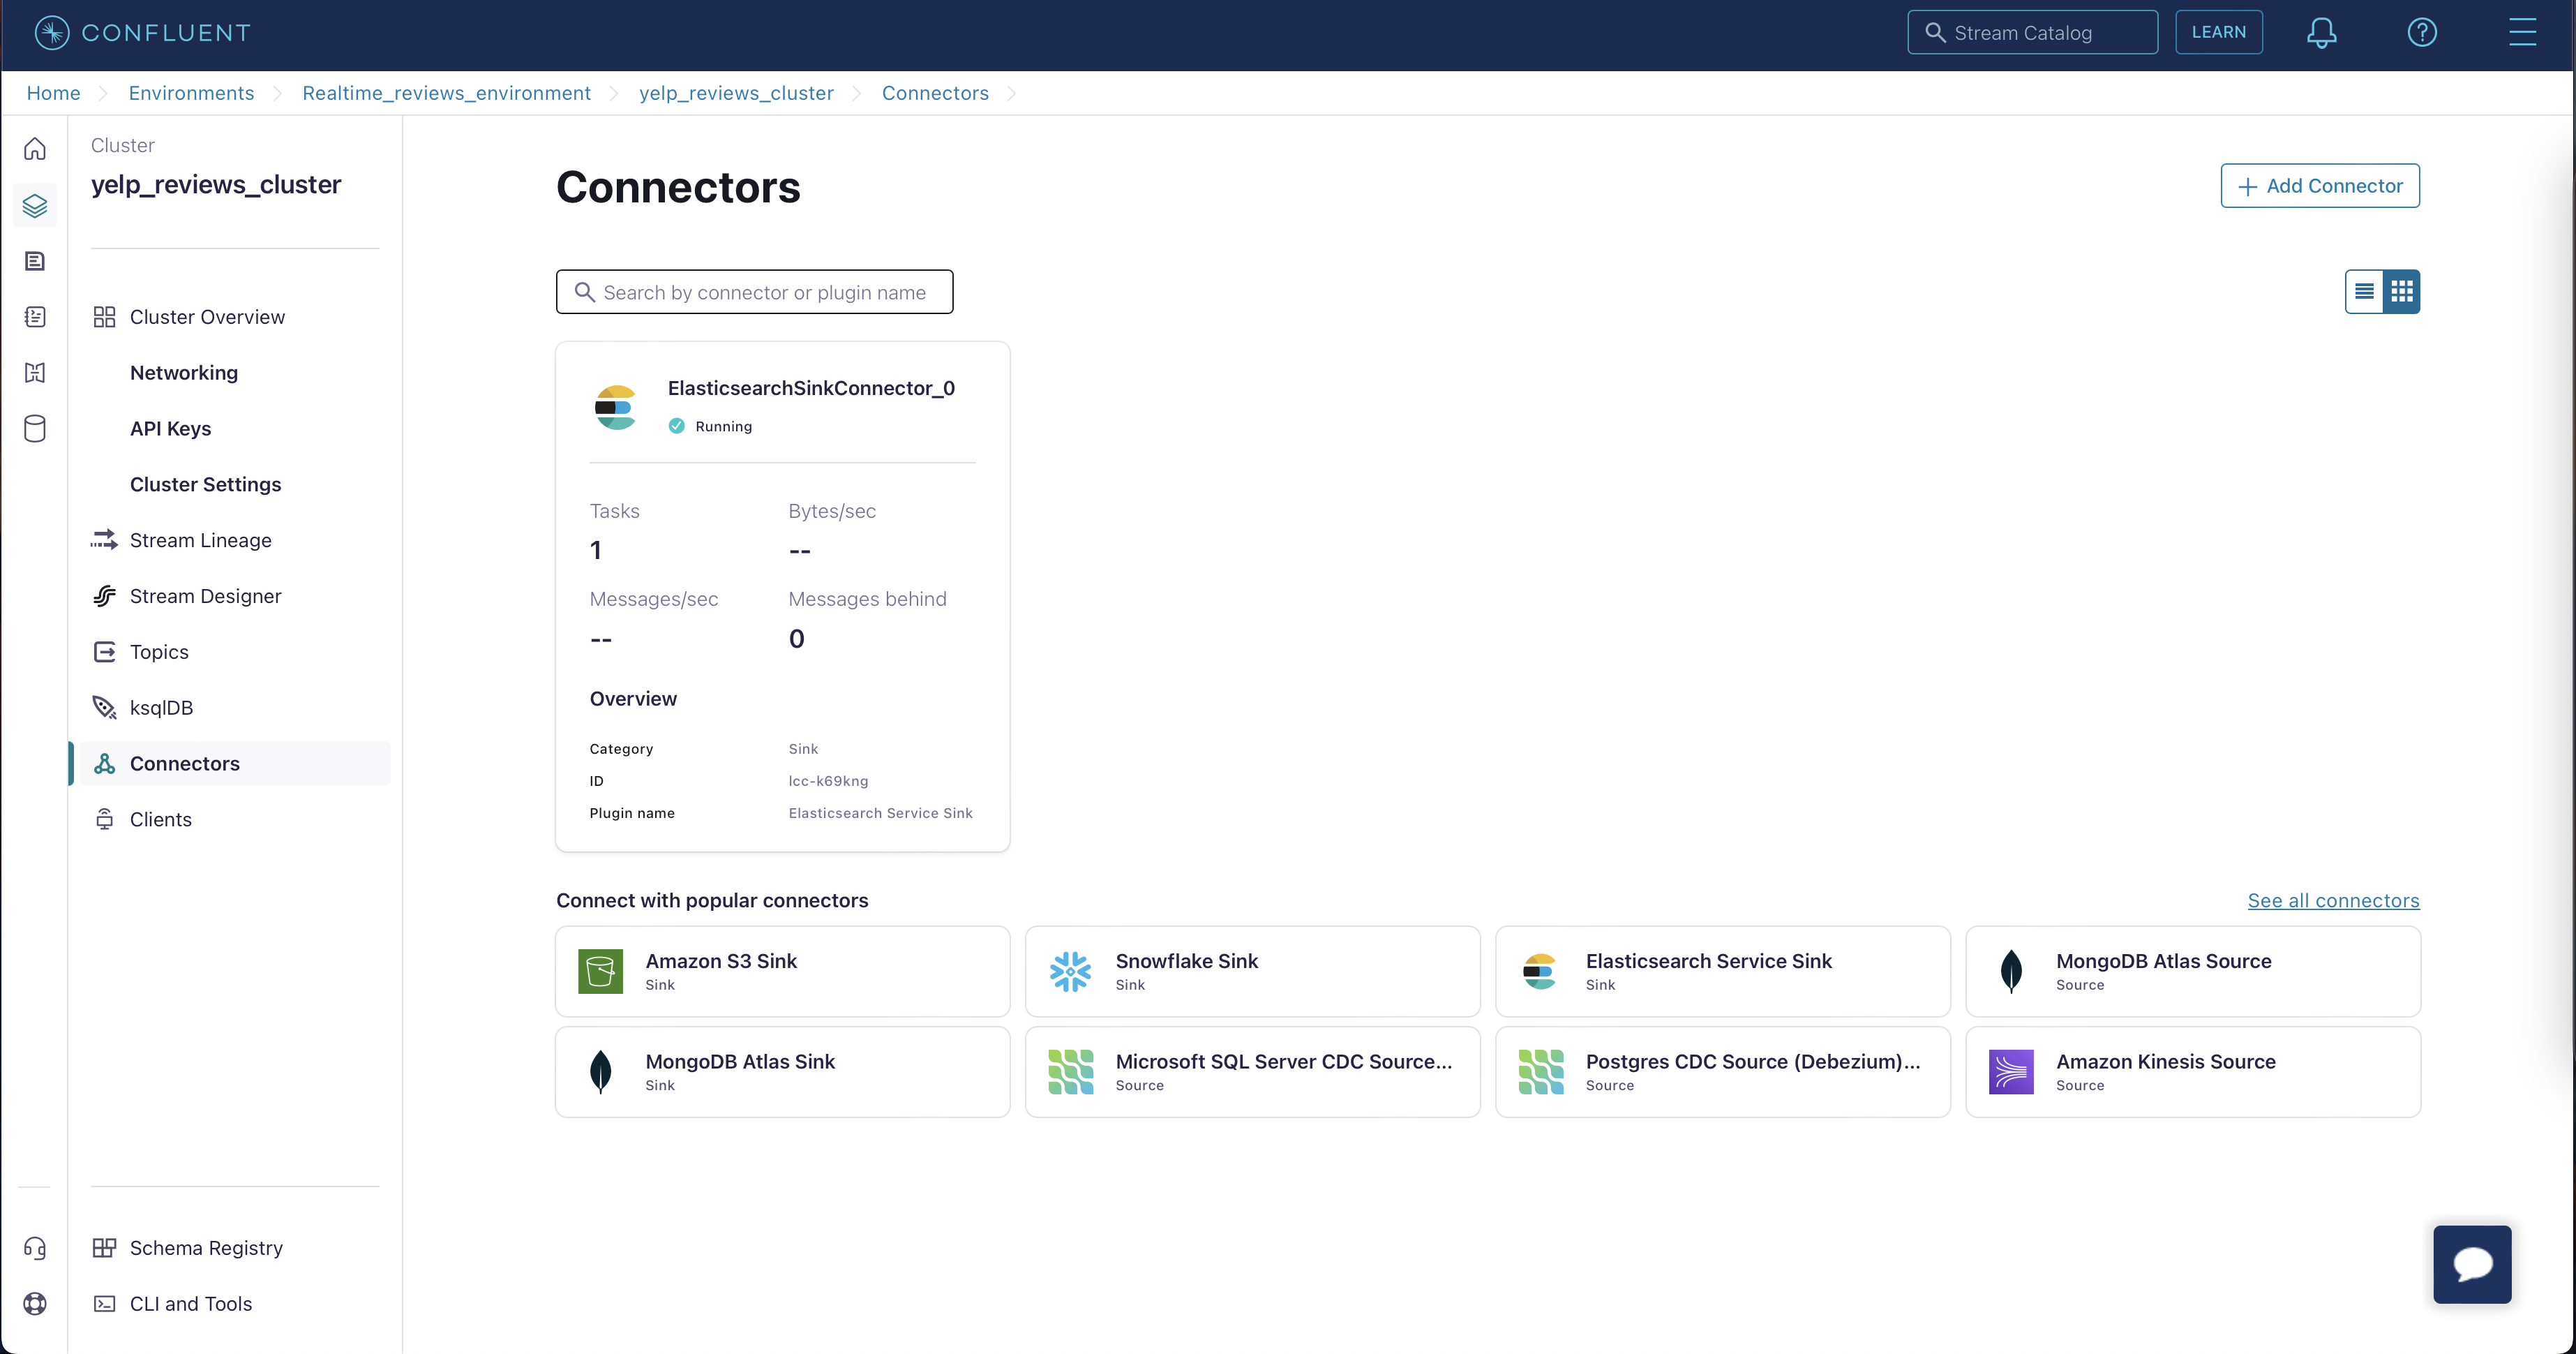 CONFLUENT
Stream Catalog
LEARN
Home
Environments
Realtime_reviews_environment
yelp_reviews_cluster
Connectors
Cluster
yelp_reviews_cluster
Cluster Overview
Networking
API Keys
Cluster Settings
Stream Lineage
Stream Designer
Topics
ksqlDB
Connectors
Clients
Schema Registry
CLI and Tools
Connectors
Add Connector
Search by connector or plugin name
ElasticsearchSinkConnector_0
Running
Tasks
1
Bytes/sec
--
Messages/sec
--
Messages behind
0
Overview
Category
Sink
ID
lcc-k69kng
Plugin name
Elasticsearch Service Sink
Connect with popular connectors
See all connectors
Amazon S3 Sink
Sink
Snowflake Sink
Sink
Elasticsearch Service Sink
Sink
MongoDB Atlas Source
Source
MongoDB Atlas Sink
Sink
Microsoft SQL Server CDC Source...
Source
Postgres CDC Source (Debezium)...
Source
Amazon Kinesis Source
Source